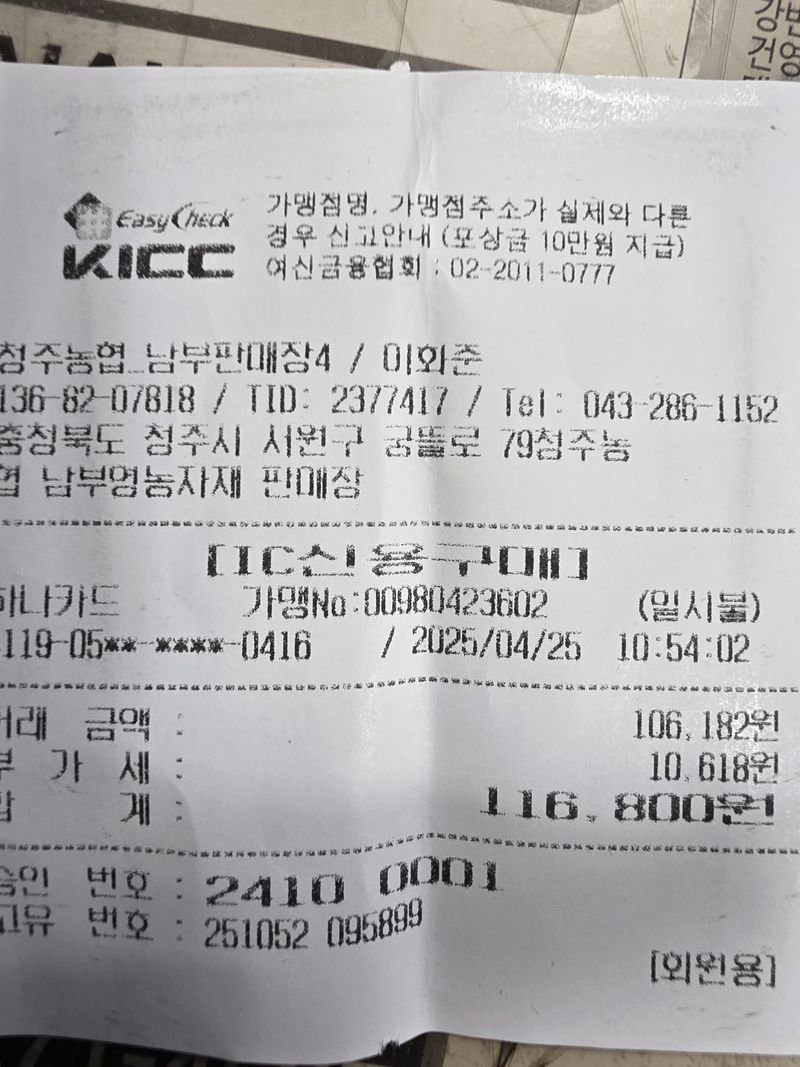 강변
건영
EasyCheck
KICC
가맹점명, 가맹점주소가 실제와 다른
경우 신고안내 (포상금 10만원 지급)
여신금융협회 : 02-2011-0777
청주농협 남부판매장4 / 이화준
136-82-07818 / TID: 2377417 / Tel: 043-286-1152
충청북도 청주시 서원구 궁뜰로 79청주농
협 남부영농자재 판매장
[IC신용구매]
하나카드 가맹No:00980423602 (일시불)
119-05**-****-0416 / 2025/04/25 10:54:02
거래 금액 : 106,182원
부 가 세 : 10,618원
합 계 : 116,800원
승인 번호 : 2410 0001
고유 번호 : 251052 095899
[회원용]